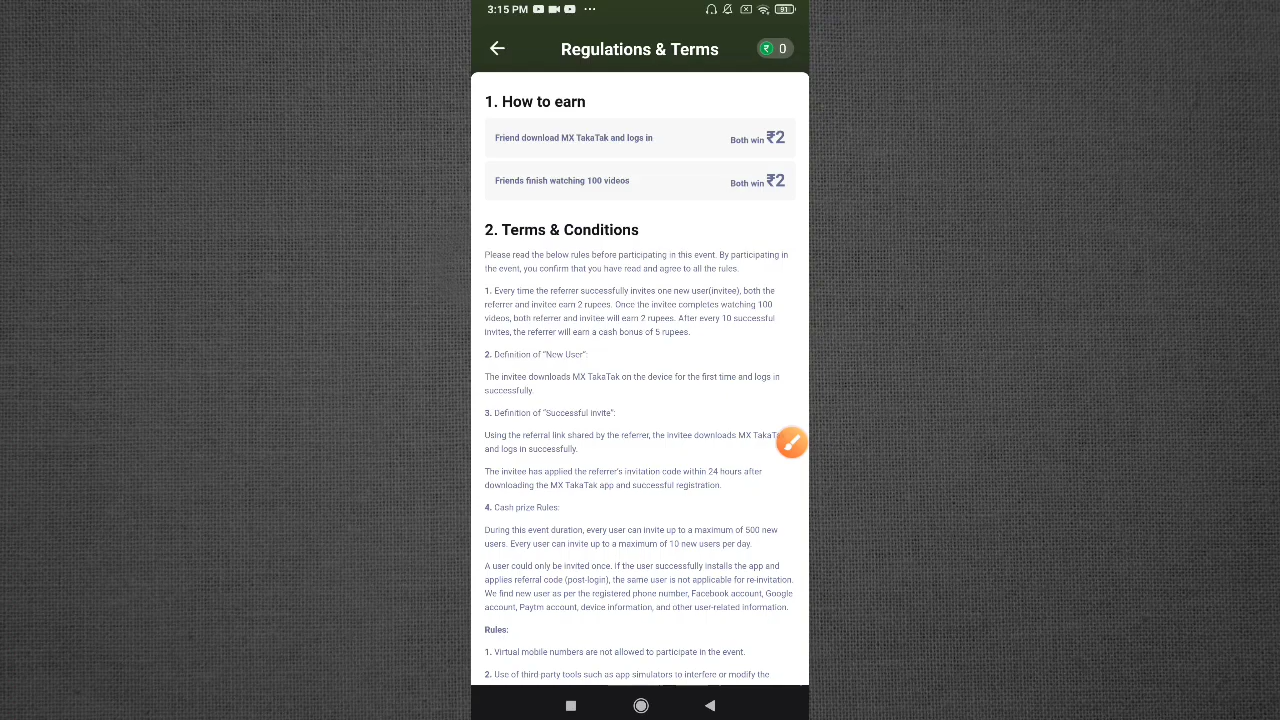 3:15 PM
91
Regulations & Terms
₹ 0
1. How to earn
Friend download MX TakaTak and logs in Both win ₹2
Friends finish watching 100 videos Both win ₹2
2. Terms & Conditions
Please read the below rules before participating in this event. By participating in
the event, you confirm that you have read and agree to all the rules.
1. Every time the referrer successfully invites one new user(invitee), both the
referrer and invitee earn 2 rupees. Once the invitee completes watching 100
videos, both referrer and invitee will earn 2 rupees. After every 10 successful
invites, the referrer will earn a cash bonus of 5 rupees.
2. Definition of “New User”:
The invitee downloads MX TakaTak on the device for the first time and logs in
successfully.
3. Definition of “Successful invite”:
Using the referral link shared by the referrer, the invitee downloads MX
and logs in successfully.
The invitee has applied the referrer's invitation code within 24 hours after
downloading the MX TakaTak app and successful registration.
4. Cash prize Rules:
During this event duration, every user can invite up to a maximum of 500 new
users. Every user can invite up to a maximum of 10 new users per day.
A user could only be invited once. If the user successfully installs the app and
applies referral code (post-login), the same user is not applicable for re-invitation.
We find new user as per the registered phone number, Facebook account, Google
account, Paytm account, device information, and other user-related information.
Rules:
1. Virtual mobile numbers are not allowed to participate in the event.
2. Use of third party tools such as app simulators to interfere or modify the